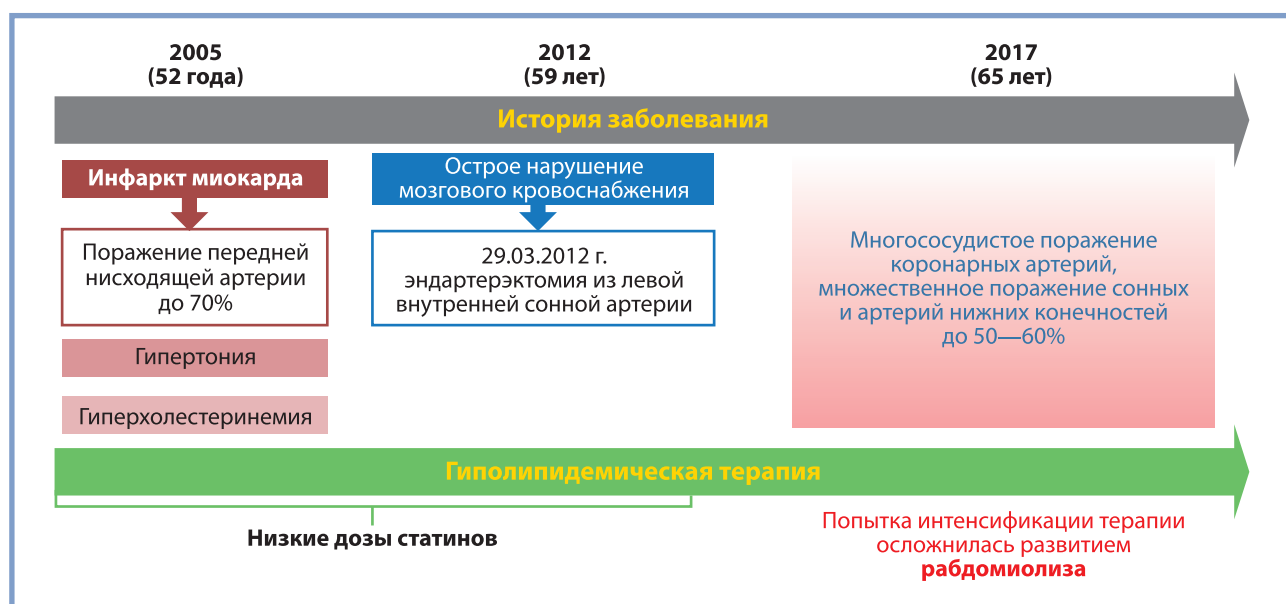 2005
(52 года)
2012
(59 лет)
2017
(65 лет)
История заболевания
Инфаркт миокарда
Поражение передней
нисходящей артерии
до 70%
Гипертония
Гиперхолестеринемия
Острое нарушение
мозгового кровоснабжения
29.03.2012 г.
эндартерэктомия из левой
внутренней сонной артерии
Многососудистое поражение
коронарных артерий,
множественное поражение сонных
и артерий нижних конечностей
до 50—60%
Гиполипидемическая терапия
Низкие дозы статинов
Попытка интенсификации терапии
осложнилась развитием
рабдомиолиза